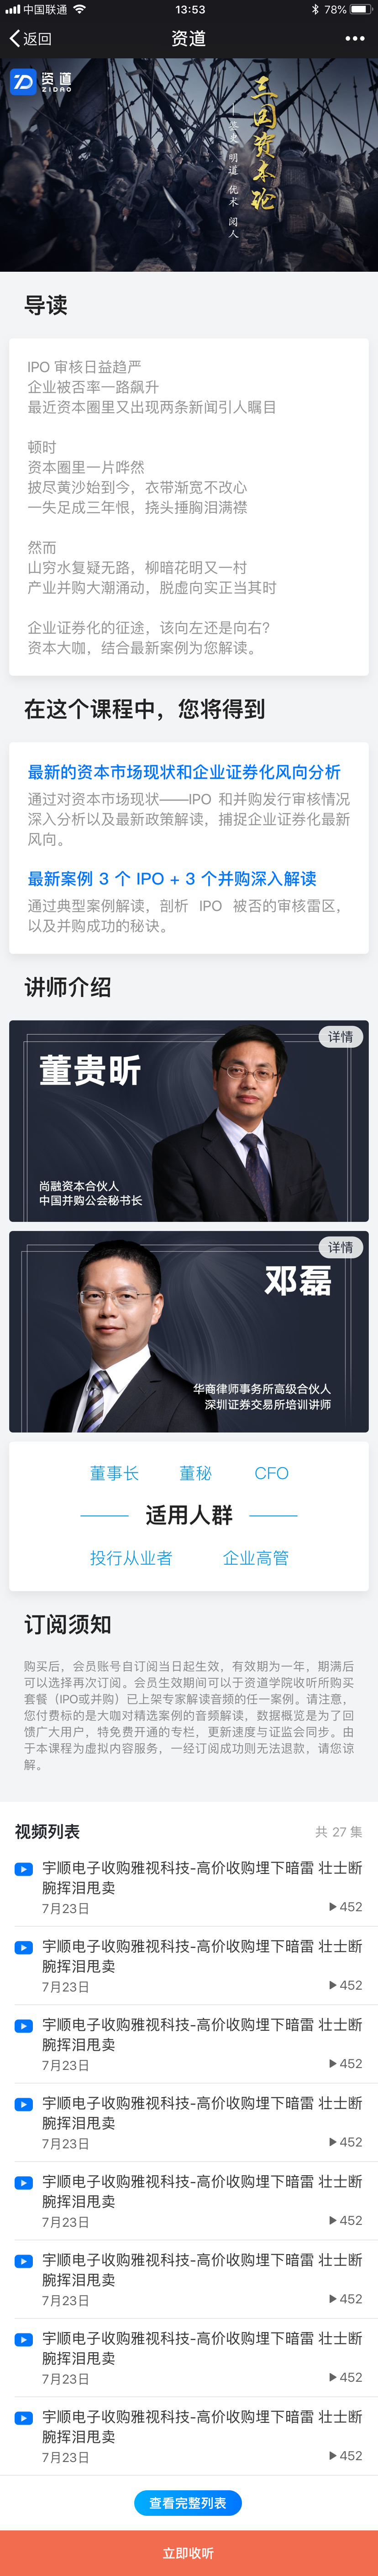 中国联通
13:53
78%
返回
资道
资道
ZIDAO
三国资本论
明道 优术 阅人
导读
IPO 审核日益趋严
企业被否率一路飙升
最近资本圈里又出现两条新闻引人瞩目
顿时
资本圈里一片哗然
披尽黄沙始到今，衣带渐宽不改心
一失足成三年恨，挠头捶胸泪满襟
然而
山穷水复疑无路，柳暗花明又一村
产业并购大潮涌动，脱虚向实正当其时
企业证券化的征途，该向左还是向右？
资本大咖，结合最新案例为您解读。
在这个课程中，您将得到
最新的资本市场现状和企业证券化风向分析
通过对资本市场现状——IPO 和并购发行审核情况
深入分析以及最新政策解读，捕捉企业证券化最新
风向。
最新案例 3 个 IPO + 3 个并购深入解读
通过典型案例解读，剖析 IPO 被否的审核雷区，
以及并购成功的秘诀。
讲师介绍
详情
董贵昕
尚融资本合伙人
中国并购公会秘书长
详情
邓磊
华商律师事务所高级合伙人
深圳证券交易所培训讲师
董事长 董秘 CFO
适用人群
投行从业者 企业高管
订阅须知
购买后，会员账号自订阅当日起生效，有效期为一年，期满后
可以选择再次订阅。会员生效期间可以于资道学院收听所购买
套餐（IPO或并购）已上架专家解读音频的任一案例。请注意，
您付费标的是大咖对精选案例的音频解读，数据概览是为了回
馈广大用户，特免费开通的专栏，更新速度与证监会同步。由
于本课程为虚拟内容服务，一经订阅成功则无法退款，请您谅
解。
视频列表
共 27 集
宇顺电子收购雅视科技-高价收购埋下暗雷 壮士断
腕挥泪甩卖
7月23日
452
宇顺电子收购雅视科技-高价收购埋下暗雷 壮士断
腕挥泪甩卖
7月23日
452
宇顺电子收购雅视科技-高价收购埋下暗雷 壮士断
腕挥泪甩卖
7月23日
452
宇顺电子收购雅视科技-高价收购埋下暗雷 壮士断
腕挥泪甩卖
7月23日
452
宇顺电子收购雅视科技-高价收购埋下暗雷 壮士断
腕挥泪甩卖
7月23日
452
宇顺电子收购雅视科技-高价收购埋下暗雷 壮士断
腕挥泪甩卖
7月23日
452
宇顺电子收购雅视科技-高价收购埋下暗雷 壮士断
腕挥泪甩卖
7月23日
452
宇顺电子收购雅视科技-高价收购埋下暗雷 壮士断
腕挥泪甩卖
7月23日
452
查看完整列表
立即收听